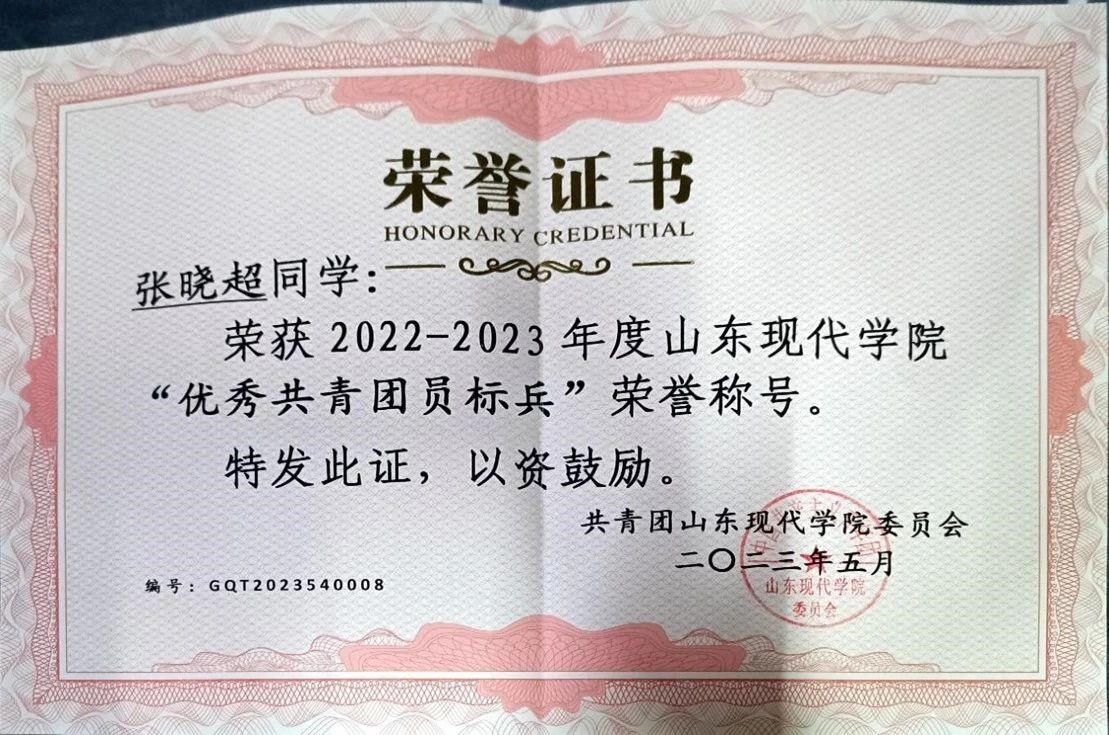 荣誉证书
HONORARY CREDENTIAL
张晓超同学：
荣获2022-2023年度山东现代学院
“优秀共青团员标兵”荣誉称号。
特发此证，以资鼓励。
共青团山东现代学院委员会
二〇二三年五月
编号：GQT2023540008
山东现代学院
委员会